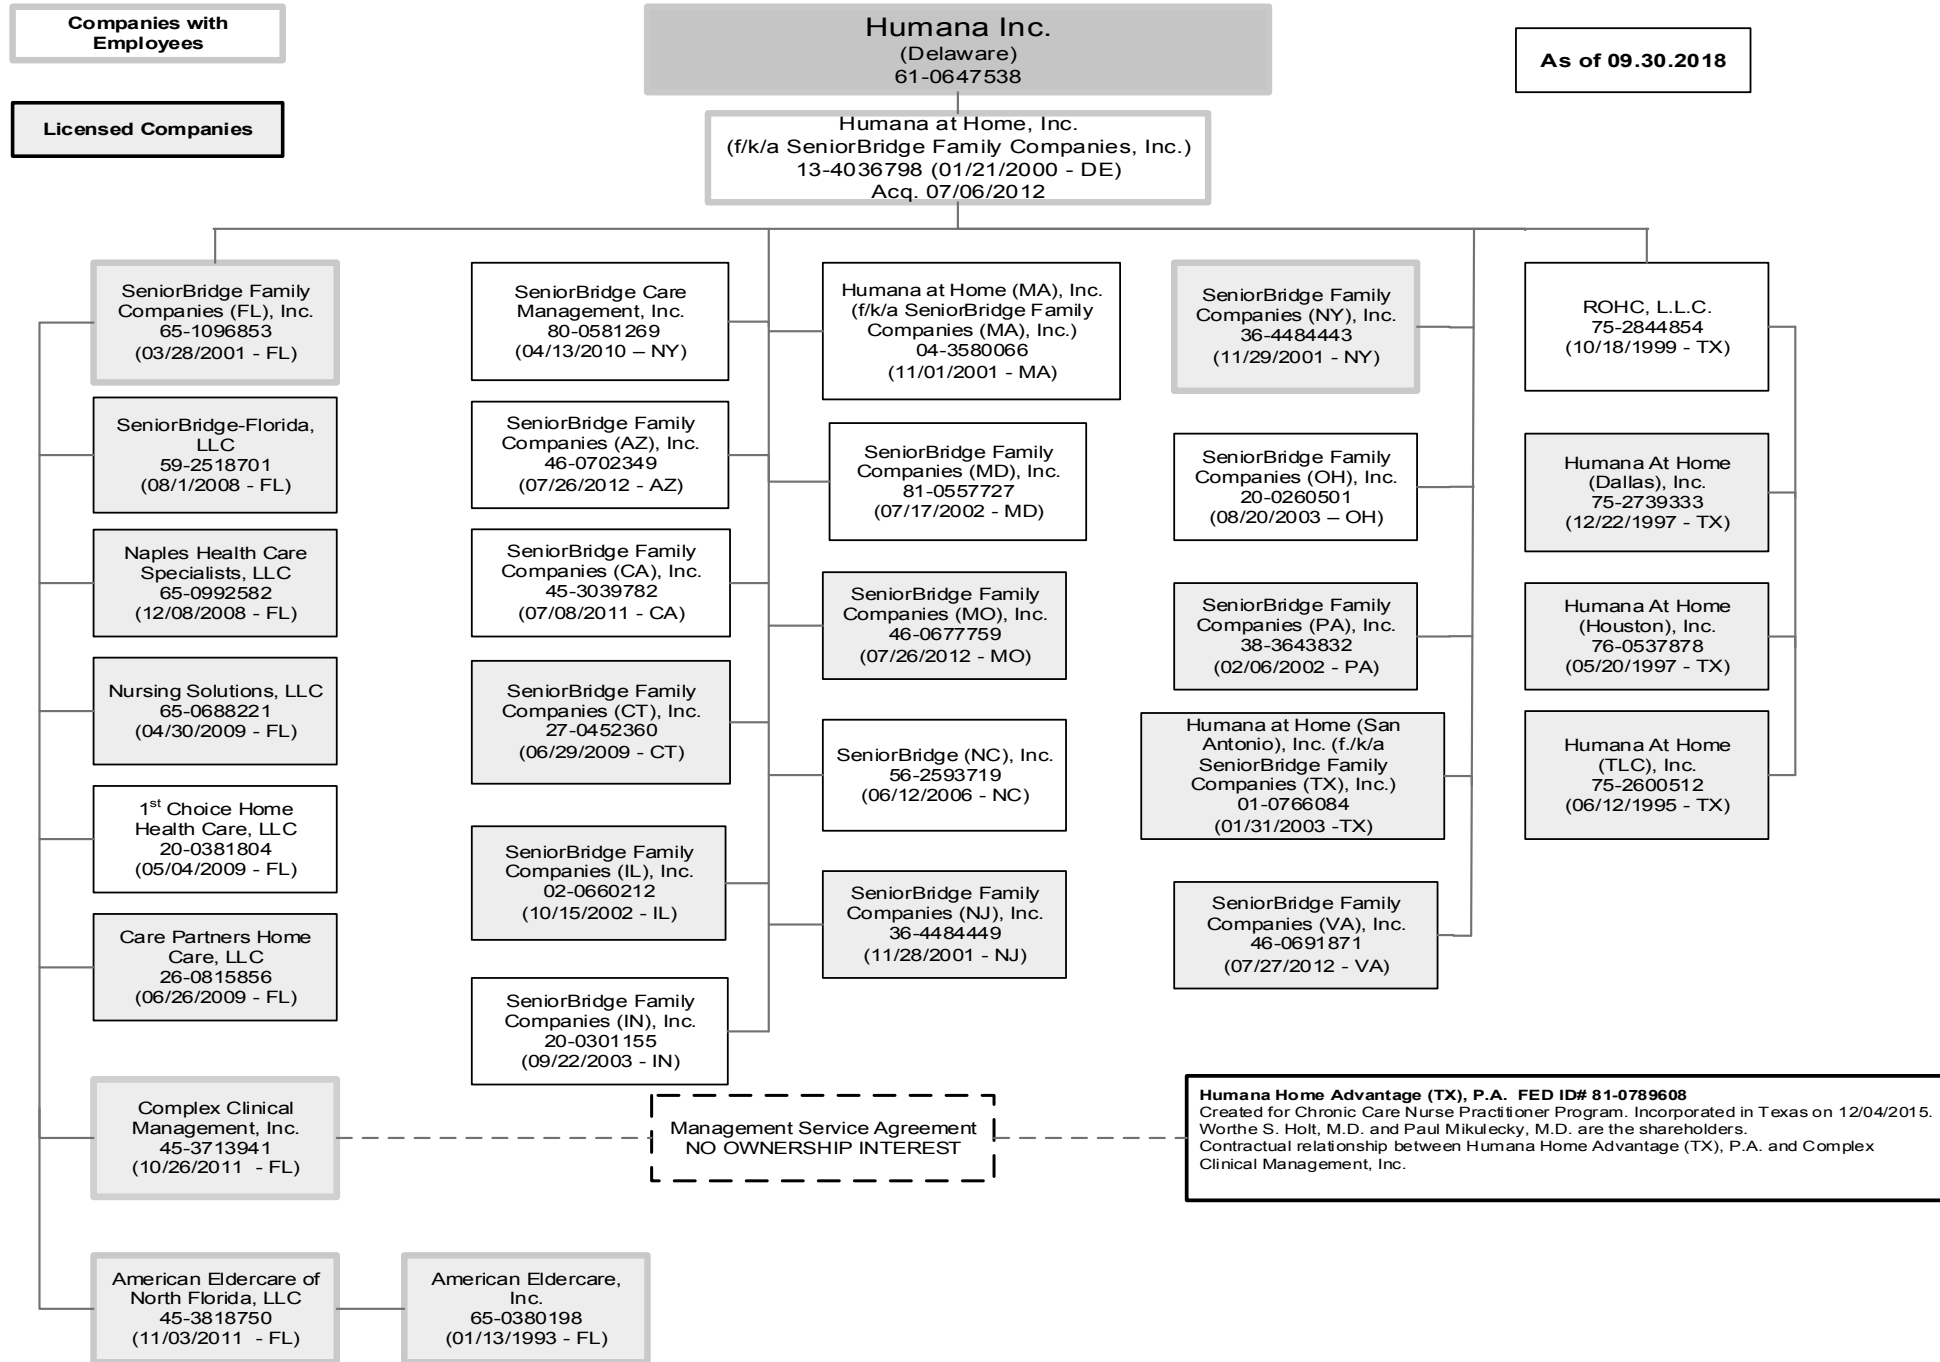 Companies with
Employees
Licensed Companies
Humana Inc.
(Delaware)
61-0647538
As of 09.30.2018
Humana at Home, Inc.
(f/k/a SeniorBridge Family Companies, Inc.)
13-4036798 (01/21/2000 - DE)
Acq. 07/06/2012
SeniorBridge Family
Companies (FL), Inc.
65-1096853
(03/28/2001 - FL)
SeniorBridge-Florida,
LLC
59-2518701
(08/1/2008 - FL)
Naples Health Care
Specialists, LLC
65-0992582
(12/08/2008 - FL)
Nursing Solutions, LLC
65-0688221
(04/30/2009 - FL)
1st Choice Home
Health Care, LLC
20-0381804
(05/04/2009 - FL)
Care Partners Home
Care, LLC
26-0815856
(06/26/2009 - FL)
Complex Clinical
Management, Inc.
45-3713941
(10/26/2011 - FL)
American Eldercare of
North Florida, LLC
45-3818750
(11/03/2011 - FL)
American Eldercare,
Inc.
65-0380198
(01/13/1993 - FL)
SeniorBridge Care
Management, Inc.
80-0581269
(04/13/2010 – NY)
SeniorBridge Family
Companies (AZ), Inc.
46-0702349
(07/26/2012 - AZ)
SeniorBridge Family
Companies (CA), Inc.
45-3039782
(07/08/2011 - CA)
SeniorBridge Family
Companies (CT), Inc.
27-0452360
(06/29/2009 - CT)
SeniorBridge Family
Companies (IL), Inc.
02-0660212
(10/15/2002 - IL)
SeniorBridge Family
Companies (IN), Inc.
20-0301155
(09/22/2003 - IN)
Humana at Home (MA), Inc.
(f/k/a SeniorBridge Family
Companies (MA), Inc.)
04-3580066
(11/01/2001 - MA)
SeniorBridge Family
Companies (MD), Inc.
81-0557727
(07/17/2002 - MD)
SeniorBridge Family
Companies (MO), Inc.
46-0677759
(07/26/2012 - MO)
SeniorBridge (NC), Inc.
56-2593719
(06/12/2006 - NC)
SeniorBridge Family
Companies (NJ), Inc.
36-4484449
(11/28/2001 - NJ)
SeniorBridge Family
Companies (NY), Inc.
36-4484443
(11/29/2001 - NY)
SeniorBridge Family
Companies (OH), Inc.
20-0260501
(08/20/2003 – OH)
SeniorBridge Family
Companies (PA), Inc.
38-3643832
(02/06/2002 - PA)
Humana at Home (San
Antonio), Inc. (f./k/a
SeniorBridge Family
Companies (TX), Inc.)
01-0766084
(01/31/2003 -TX)
SeniorBridge Family
Companies (VA), Inc.
46-0691871
(07/27/2012 - VA)
ROHC, L.L.C.
75-2844854
(10/18/1999 - TX)
Humana At Home
(Dallas), Inc.
75-2739333
(12/22/1997 - TX)
Humana At Home
(Houston), Inc.
76-0537878
(05/20/1997 - TX)
Humana At Home
(TLC), Inc.
75-2600512
(06/12/1995 - TX)
Management Service Agreement
NO OWNERSHIP INTEREST
Humana Home Advantage (TX), P.A. FED ID# 81-0789608
Created for Chronic Care Nurse Practitioner Program. Incorporated in Texas on 12/04/2015.
Worthe S. Holt, M.D. and Paul Mikulecky, M.D. are the shareholders.
Contractual relationship between Humana Home Advantage (TX), P.A. and Complex
Clinical Management, Inc.